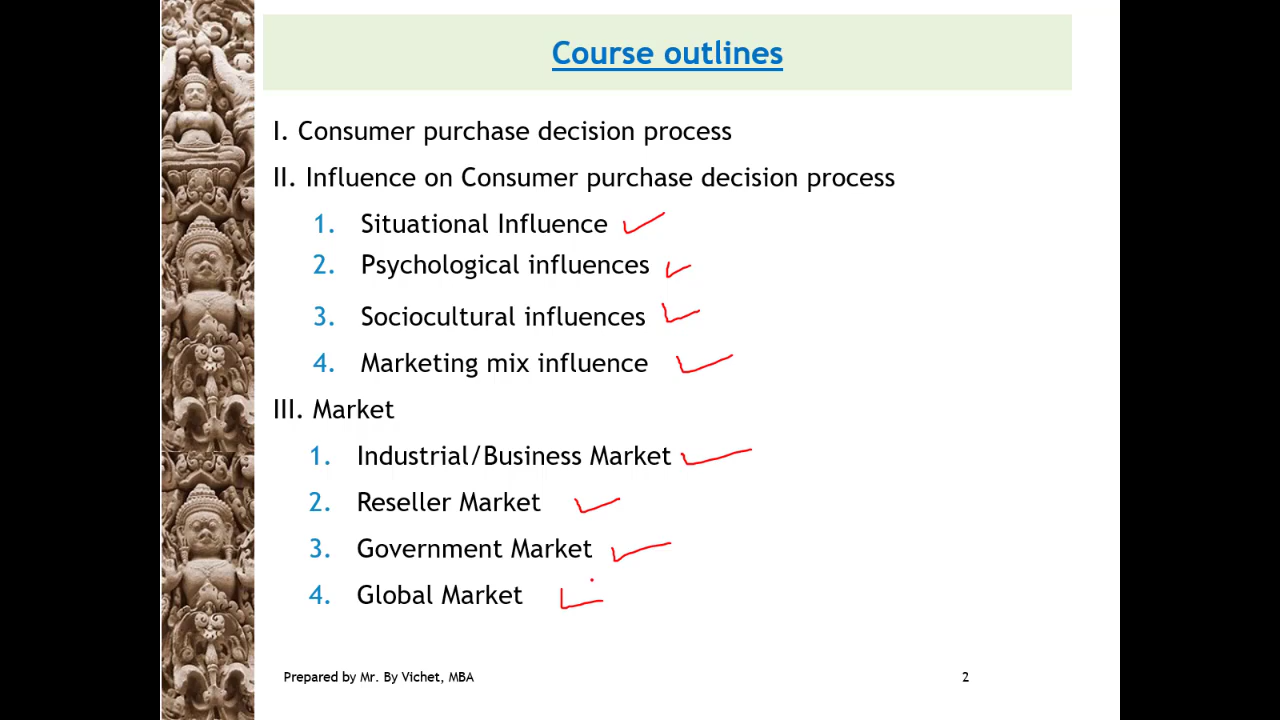 Course outlines
I. Consumer purchase decision process
II. Influence on Consumer purchase decision process
1. Situational Influence
2. Psychological influences
3. Sociocultural influences
4. Marketing mix influence
III. Market
1. Industrial/Business Market
2. Reseller Market
3. Government Market
4. Global Market
Prepared by Mr. By Vichet, MBA 2